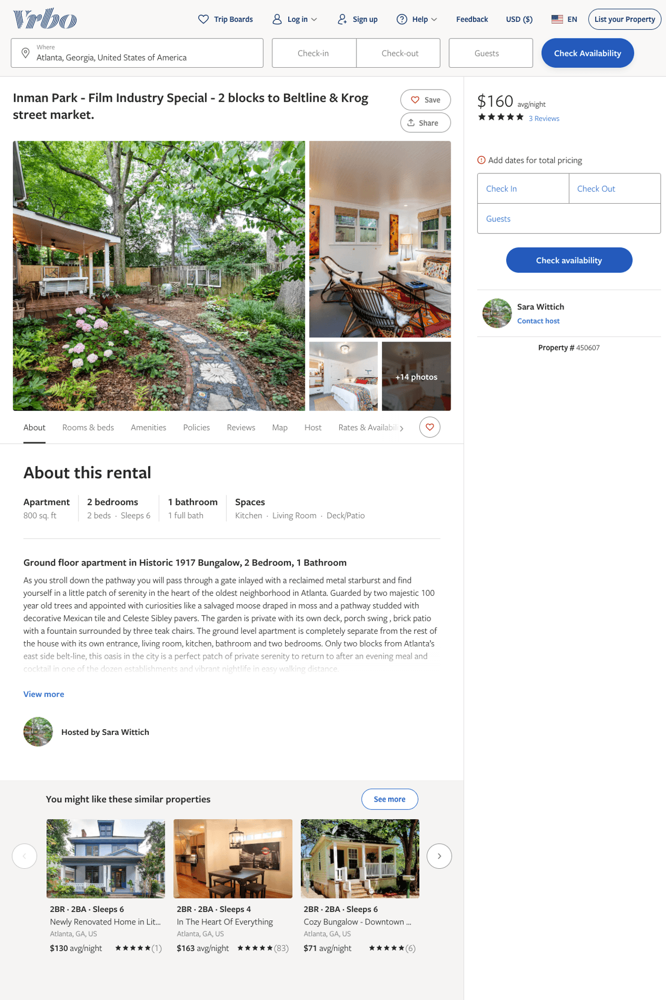 Vrbo
Trip Boards
Log in
Sign up
Help
Feedback
USD ($)
EN
List your Property
Where
Atlanta, Georgia, United States of America
Check-in
Check-out
Guests
Check Availability
Inman Park - Film Industry Special - 2 blocks to Beltline & Krog
street market.
Save
Share
$160 avg/night
3 Reviews
Add dates for total pricing
Check In
Check Out
Guests
Check availability
Sara Wittich
Contact host
Property # 450607
+14 photos
About
Rooms & beds
Amenities
Policies
Reviews
Map
Host
Rates & Availabili
About this rental
Apartment
800 sq. ft
2 bedrooms
2 beds · Sleeps 6
1 bathroom
1 full bath
Spaces
Kitchen · Living Room · Deck/Patio
Ground floor apartment in Historic 1917 Bungalow, 2 Bedroom, 1 Bathroom
As you stroll down the pathway you will pass through a gate inlayed with a reclaimed metal starburst and find
yourself in a little patch of serenity in the heart of the oldest neighborhood in Atlanta. Guarded by two majestic 100
year old trees and appointed with curiosities like a salvaged moose draped in moss and a pathway studded with
decorative Mexican tile and Celeste Sibley pavers. The garden is private with its own deck, porch swing , brick patio
with a fountain surrounded by three teak chairs. The ground level apartment is completely separate from the rest of
the house with its own entrance, living room, kitchen, bathroom and two bedrooms. Only two blocks from Atlanta’s
east side belt-line, this oasis in the city is a perfect patch of private serenity to return to after an evening meal and
cocktail in one of the dozen establishments and vibrant nightlife in easy walking distance.
View more
Hosted by Sara Wittich
You might like these similar properties
See more
2BR · 2BA · Sleeps 6
Newly Renovated Home in Lit...
Atlanta, GA, US
$130 avg/night
(1)
2BR · 2BA · Sleeps 4
In The Heart Of Everything
Atlanta, GA, US
$163 avg/night
(83)
2BR · 2BA · Sleeps 6
Cozy Bungalow - Downtown ...
Atlanta, GA, US
$71 avg/night
(6)